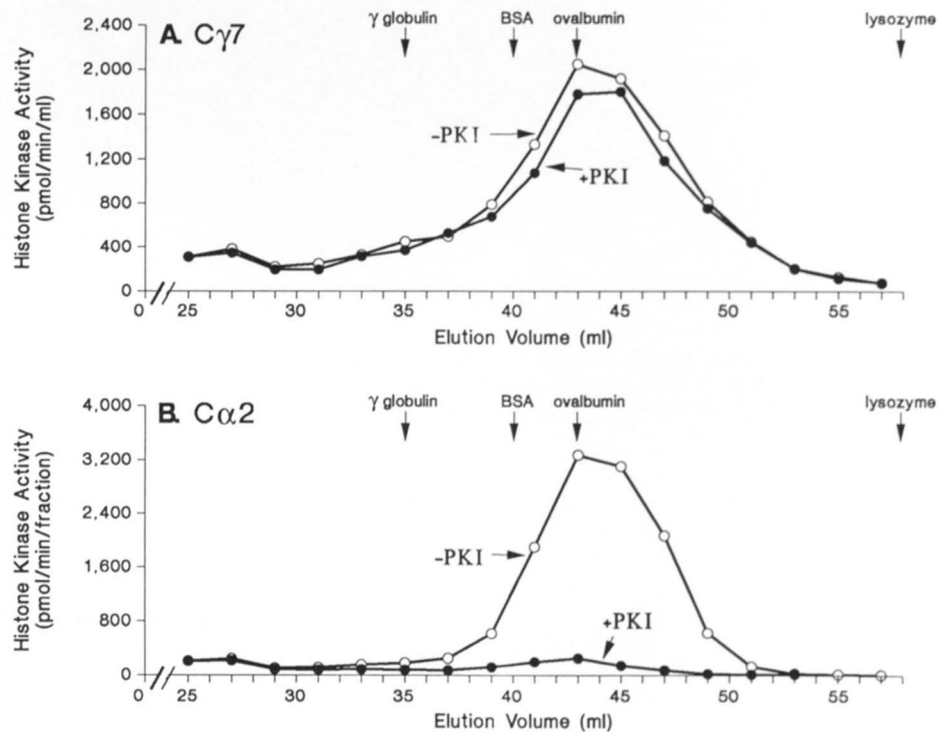 A. Cγ7
γ globulin
BSA
ovalbumin
lysozyme
2,400
2,000
1,600
1,200
800
400
0
Histone Kinase Activity
(pmol/min/ml)
-PKI
+PKI
0
25
30
35
40
45
50
55
Elution Volume (ml)
B. Cα2
γ globulin
BSA
ovalbumin
lysozyme
4,000
3,200
2,400
1,600
800
0
Histone Kinase Activity
(pmol/min/fraction)
-PKI
+PKI
0
25
30
35
40
45
50
55
Elution Volume (ml)